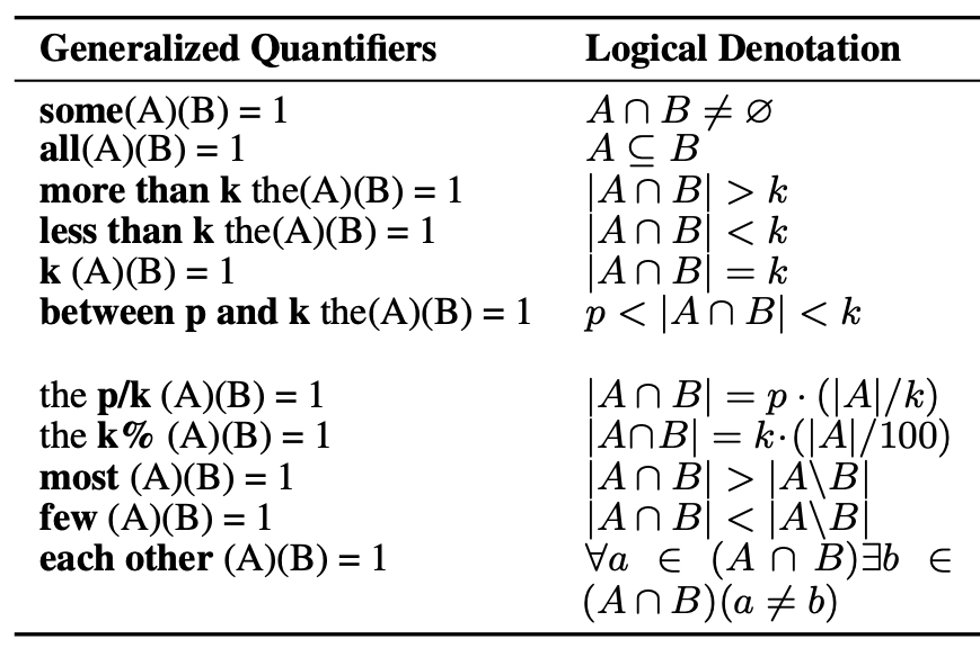 Generalized Quantifiers Logical Denotation
some(A)(B) = 1 A ∩ B ≠ ∅
all(A)(B) = 1 A ⊆ B
more than k the(A)(B) = 1 |A ∩ B| > k
less than k the(A)(B) = 1 |A ∩ B| < k
k (A)(B) = 1 |A ∩ B| = k
between p and k the(A)(B) = 1 p < |A ∩ B| < k
the p/k (A)(B) = 1 |A ∩ B| = p · (|A|/k)
the k% (A)(B) = 1 |A∩B| = k·(|A|/100)
most (A)(B) = 1 |A ∩ B| > |A\B|
few (A)(B) = 1 |A ∩ B| < |A\B|
each other (A)(B) = 1 ∀a ∈ (A ∩ B)∃b ∈
(A ∩ B)(a ≠ b)